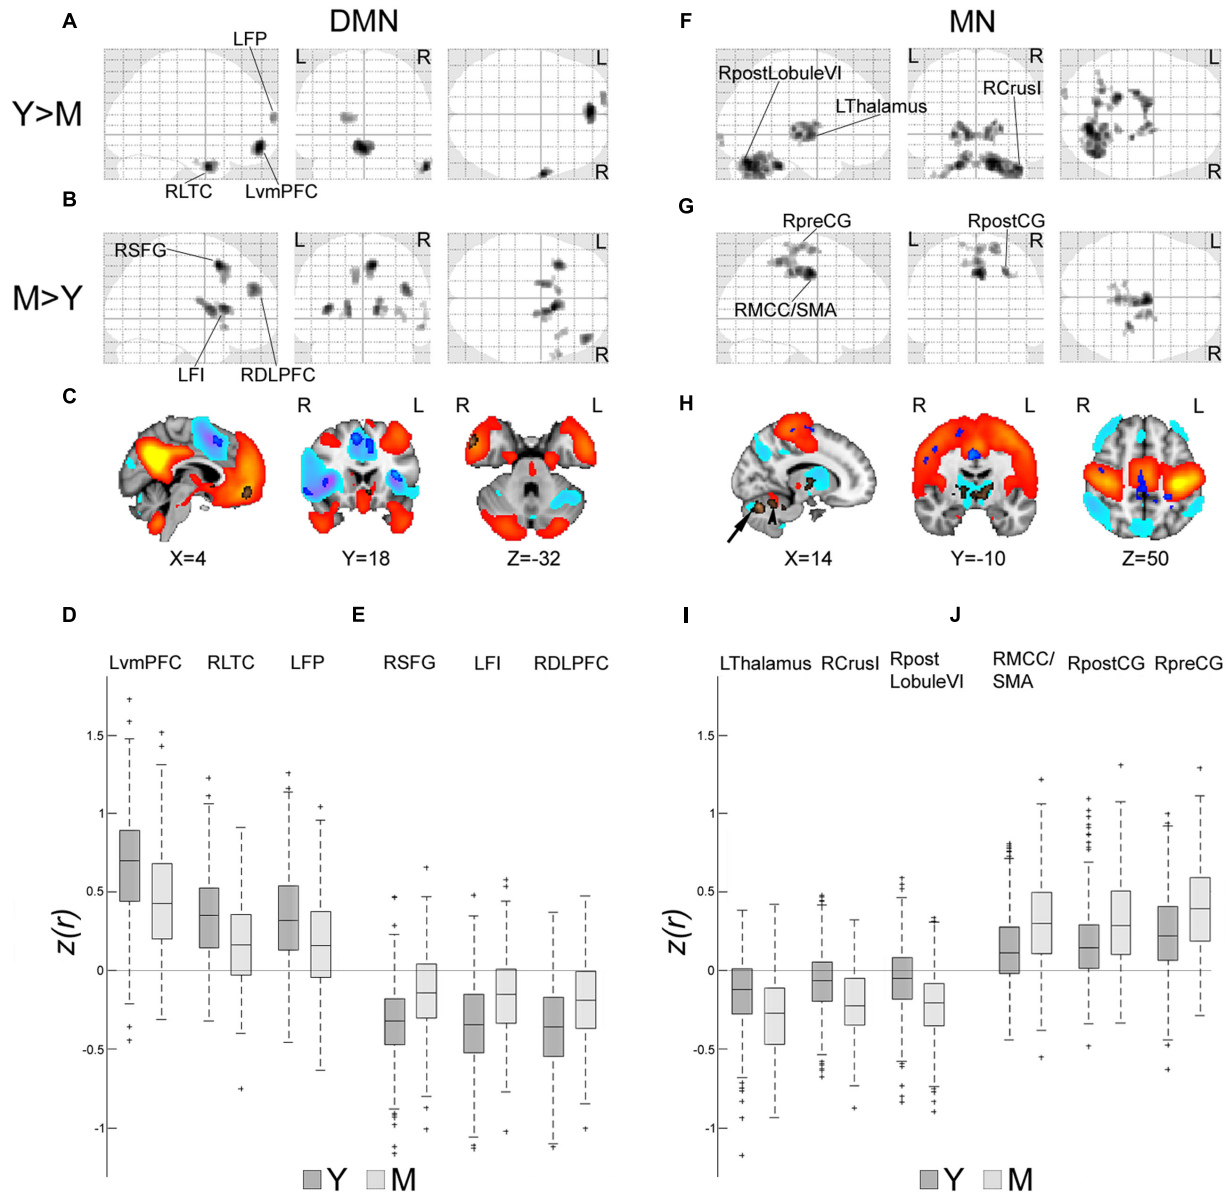 A
DMN
LFP
L
R
L
Y>M
RLTC
LvmPFC
R
B
RSFG
L
R
L
M>Y
LFI
RDLPFC
R
C
R
L
R
L
X=4
Y=18
Z=-32
F
MN
L
R
L
RpostLobuleVI
LThalamus
RCrusI
R
G
RpreCG
RpostCG
L
R
L
RMCC/SMA
R
H
R
L
R
L
X=14
Y=-10
Z=50
D
E
LvmPFC
RLTC
LFP
RSFG
LFI
RDLPFC
z(r)
1.5
1
0.5
0
-0.5
-1
Y
M
I
J
LThalamus
RCrusI
Rpost
LobuleVI
RMCC/
SMA
RpostCG
RpreCG
z(r)
1.5
1
0.5
0
-0.5
-1
Y
M